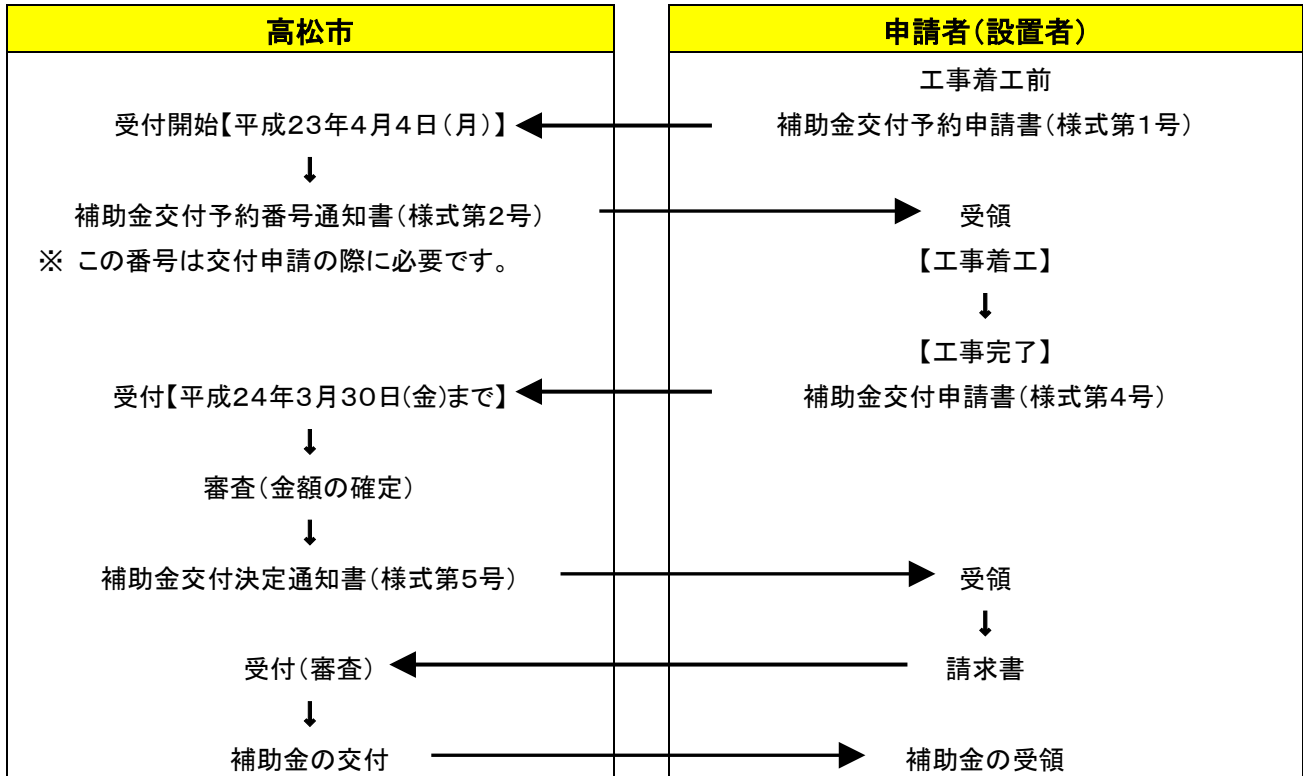 高松市
申請者(設置者)
工事着工前
受付開始【平成23年4月4日(月)】
補助金交付予約申請書(様式第1号)
補助金交付予約番号通知書(様式第2号)
受領
※ この番号は交付申請の際に必要です。
【工事着工】
【工事完了】
受付【平成24年3月30日(金)まで】
補助金交付申請書(様式第4号)
審査(金額の確定)
補助金交付決定通知書(様式第5号)
受領
受付(審査)
請求書
補助金の交付
補助金の受領